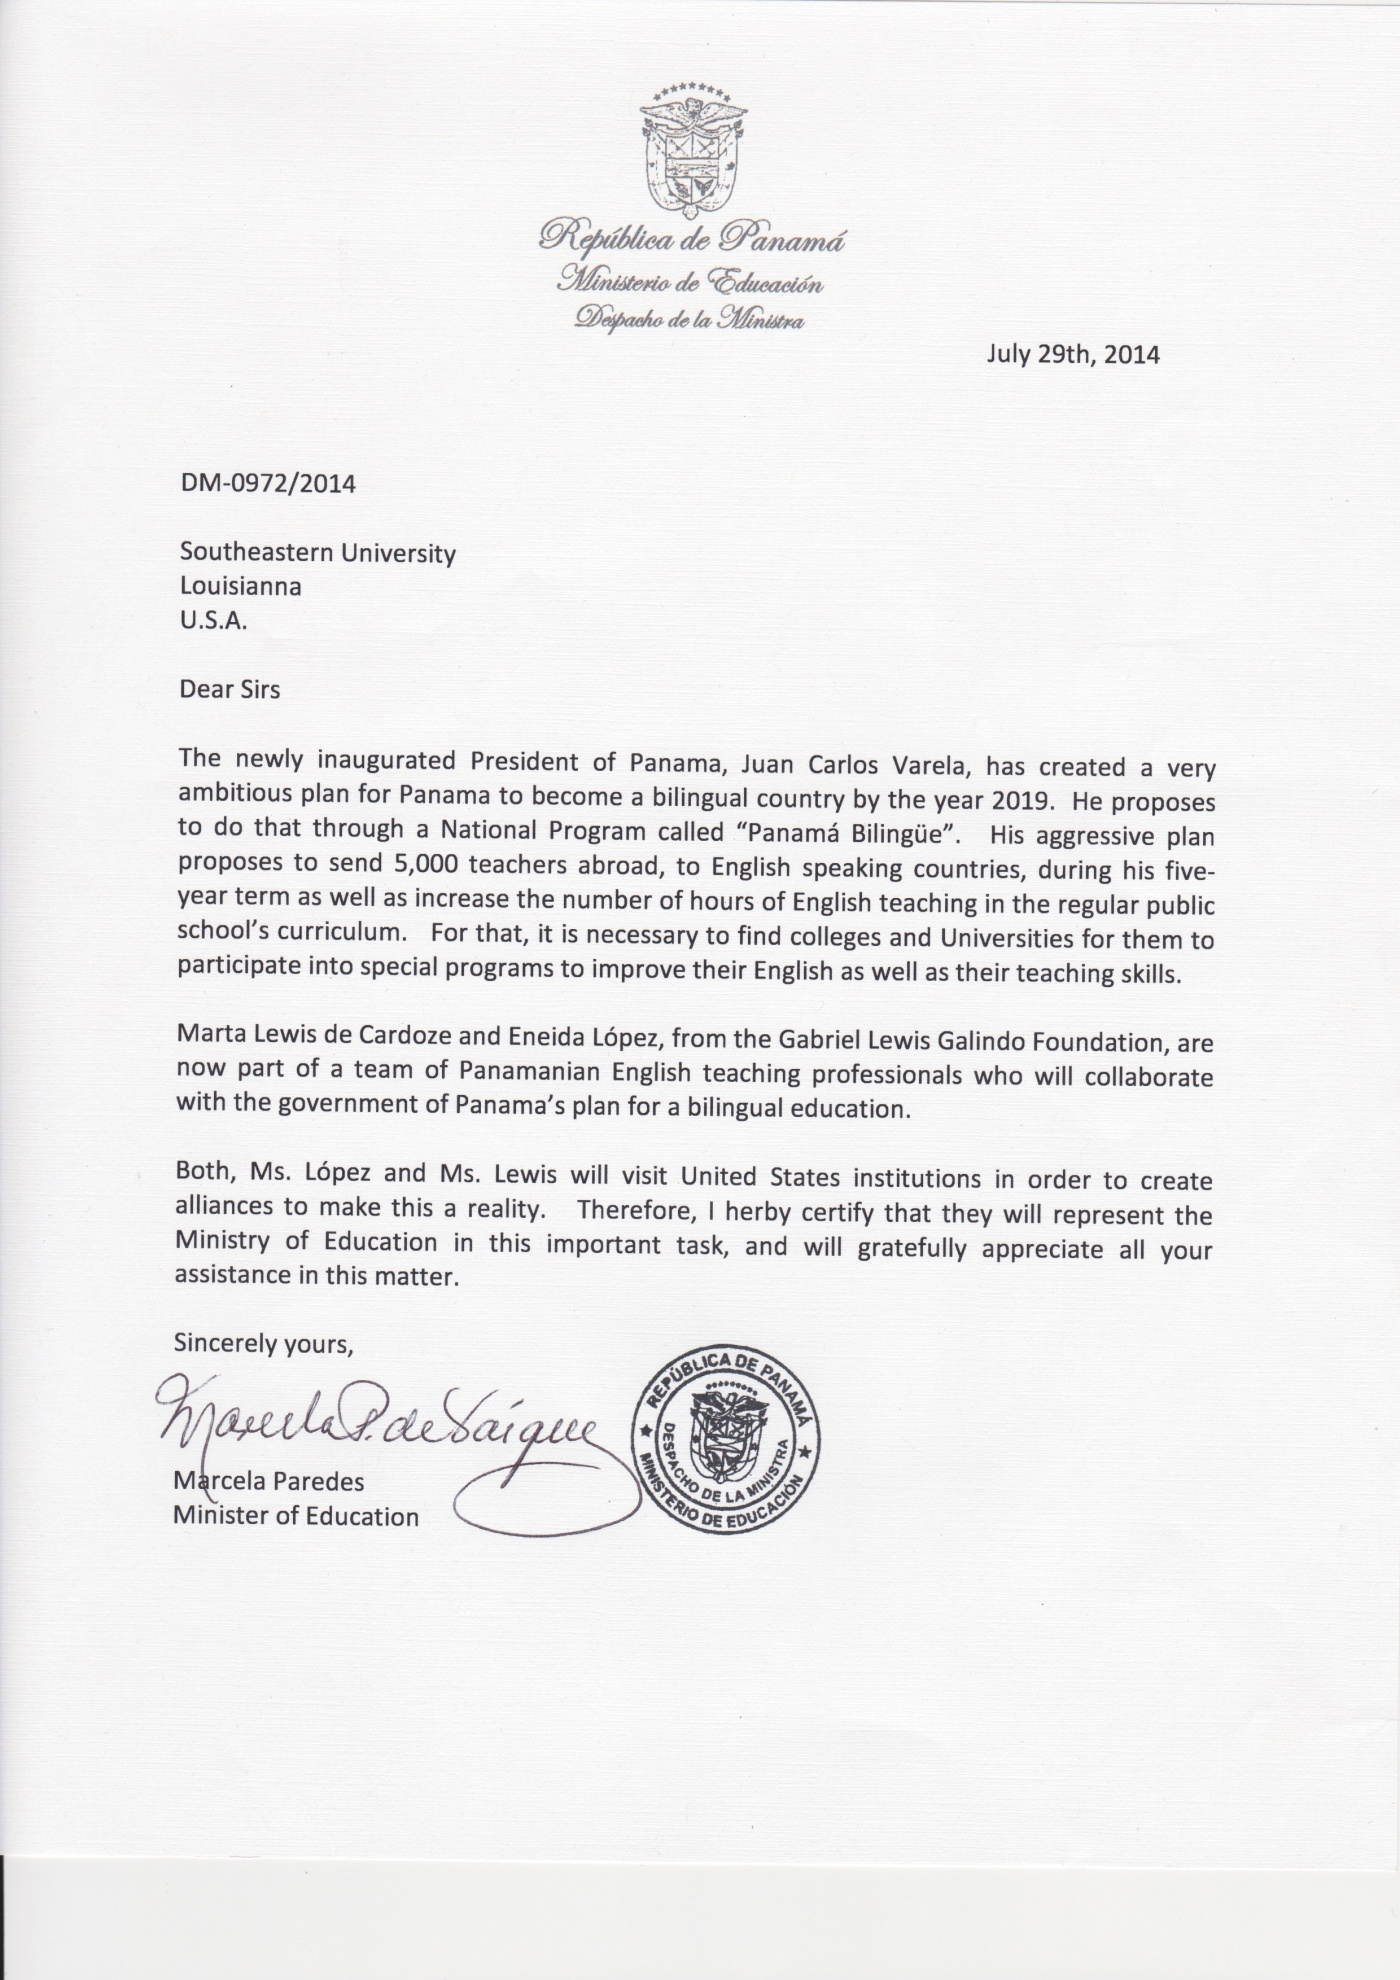 República de Panamá
Ministerio de Educación
Despacho de la Ministra
July 29th, 2014
DM-0972/2014
Southeastern University
Louisianna
U.S.A.
Dear Sirs
The newly inaugurated President of Panama, Juan Carlos Varela, has created a very
ambitious plan for Panama to become a bilingual country by the year 2019. He proposes
to do that through a National Program called “Panamá Bilingüe”. His aggressive plan
proposes to send 5,000 teachers abroad, to English speaking countries, during his five-
year term as well as increase the number of hours of English teaching in the regular public
school’s curriculum. For that, it is necessary to find colleges and Universities for them to
participate into special programs to improve their English as well as their teaching skills.
Marta Lewis de Cardoze and Eneida López, from the Gabriel Lewis Galindo Foundation, are
now part of a team of Panamanian English teaching professionals who will collaborate
with the government of Panama’s plan for a bilingual education.
Both, Ms. López and Ms. Lewis will visit United States institutions in order to create
alliances to make this a reality. Therefore, I herby certify that they will represent the
Ministry of Education in this important task, and will gratefully appreciate all your
assistance in this matter.
Sincerely yours,
Marcela P. de Vásquez
Marcela Paredes
Minister of Education
REPÚBLICA DE PANAMÁ
DESPACHO DE LA MINISTRA
MINISTERIO DE EDUCACIÓN